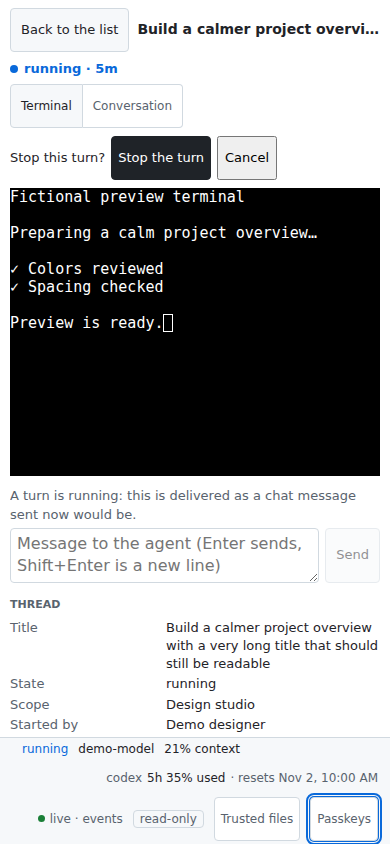 Back to the list
Build a calmer project overvi…
running · 5m
Terminal
Conversation
Stop this turn?
Stop the turn
Cancel
Fictional preview terminal
Preparing a calm project overview…
✓ Colors reviewed
✓ Spacing checked
Preview is ready.
A turn is running: this is delivered as a chat message
sent now would be.
Message to the agent (Enter sends,
Shift+Enter is a new line)
Send
THREAD
Title
Build a calmer project overview
with a very long title that should
still be readable
State
running
Scope
Design studio
Started by
Demo designer
running demo-model 21% context
codex 5h 35% used · resets Nov 2, 10:00 AM
live · events
read-only
Trusted files
Passkeys